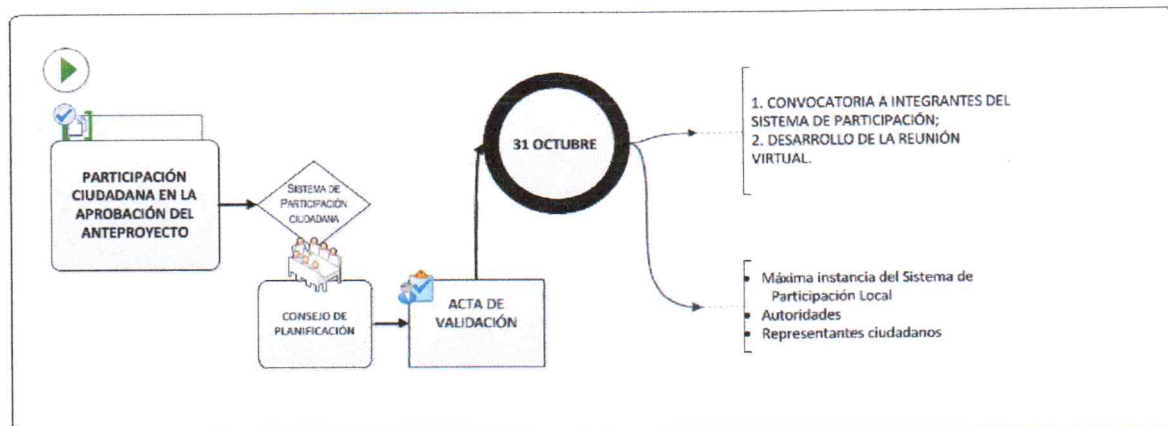 PARTICIPACIÓN
CIUDADANA EN LA
APROBACIÓN DEL
ANTEPROYECTO
SISTEMA DE
PARTICIPACIÓN
CIUDADANA
CONSEJO DE
PLANIFICACIÓN
ACTA DE
VALIDACIÓN
31 OCTUBRE
1. CONVOCATORIA A INTEGRANTES DEL
SISTEMA DE PARTICIPACIÓN;
2. DESARROLLO DE LA REUNIÓN
VIRTUAL.
• Máxima instancia del Sistema de
Participación Local
• Autoridades
• Representantes ciudadanos